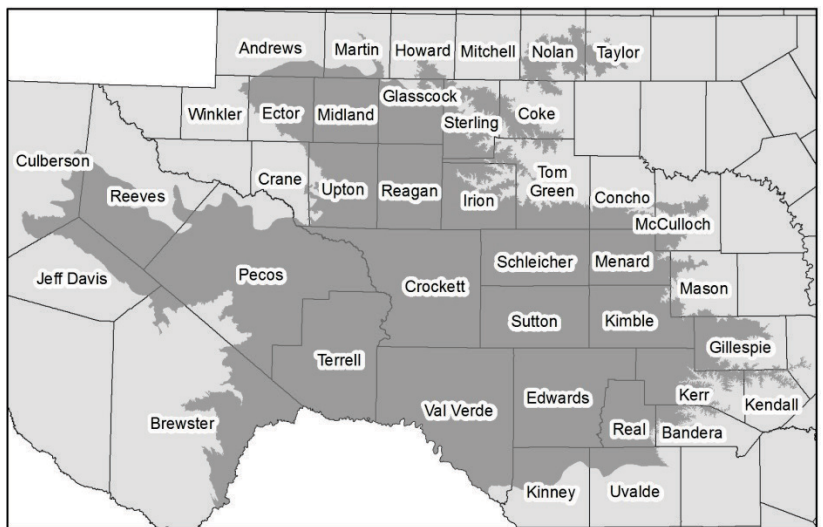 Andrews
Martin
Howard
Mitchell
Nolan
Taylor
Winkler
Ector
Midland
Glasscock
Sterling
Coke
Culberson
Reeves
Crane
Upton
Reagan
Irion
Tom
Green
Concho
McCulloch
Jeff Davis
Pecos
Crockett
Schleicher
Menard
Mason
Sutton
Kimble
Gillespie
Terrell
Brewster
Val Verde
Edwards
Real
Kerr
Kendall
Bandera
Kinney
Uvalde